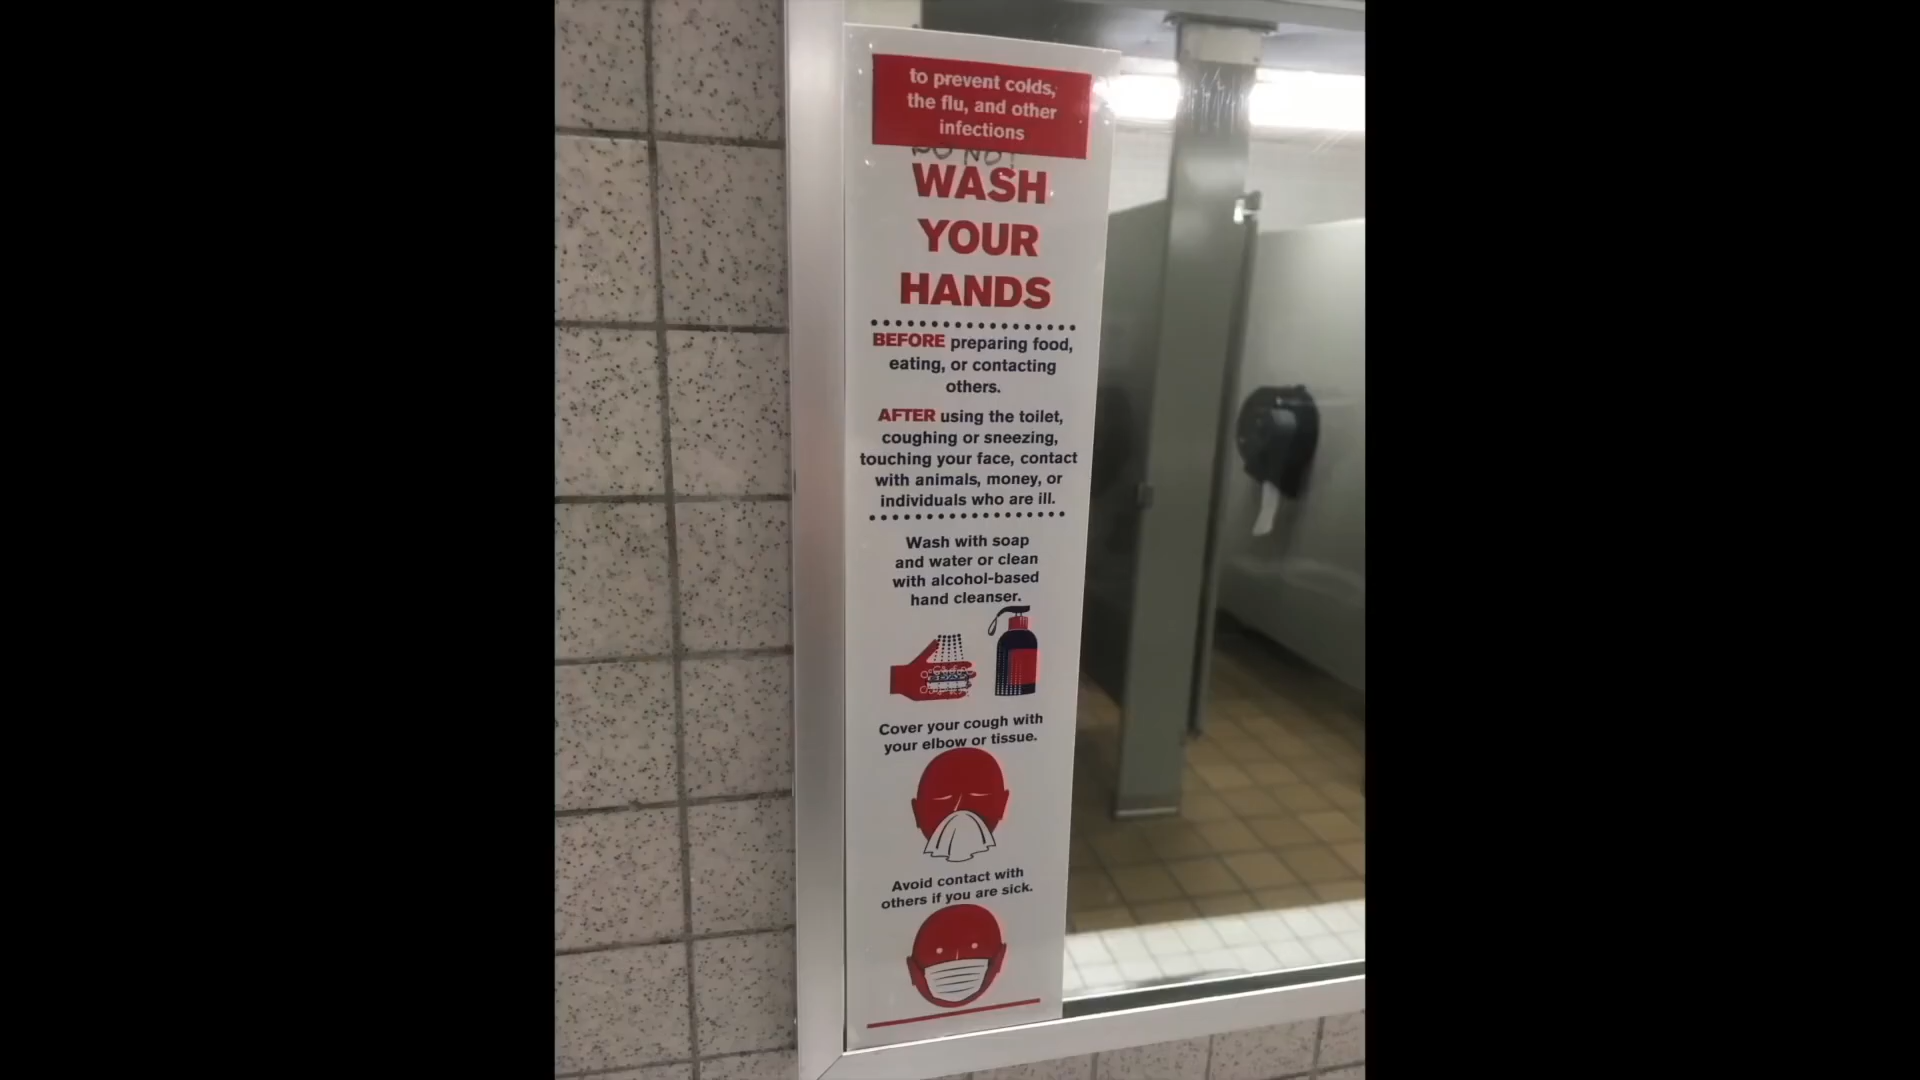 to prevent colds,
the flu, and other
infections
DO NOT
WASH
YOUR
HANDS
BEFORE preparing food,
eating, or contacting
others.
AFTER using the toilet,
coughing or sneezing,
touching your face, contact
with animals, money, or
individuals who are ill.
Wash with soap
and water or clean
with alcohol-based
hand cleanser.
Cover your cough with
your elbow or tissue.
Avoid contact with
others if you are sick.